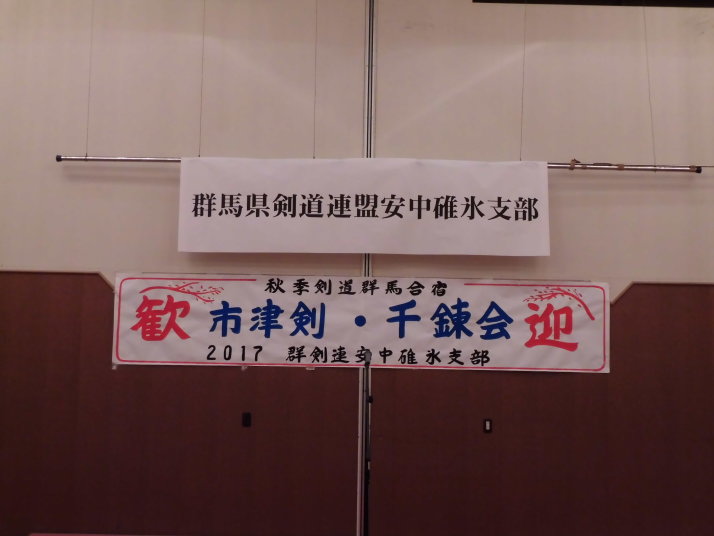 群馬県剣道連盟安中碓氷支部
秋季剣道群馬合宿
歓 市津剣・千錬会 迎
2017 群剣連安中碓氷支部